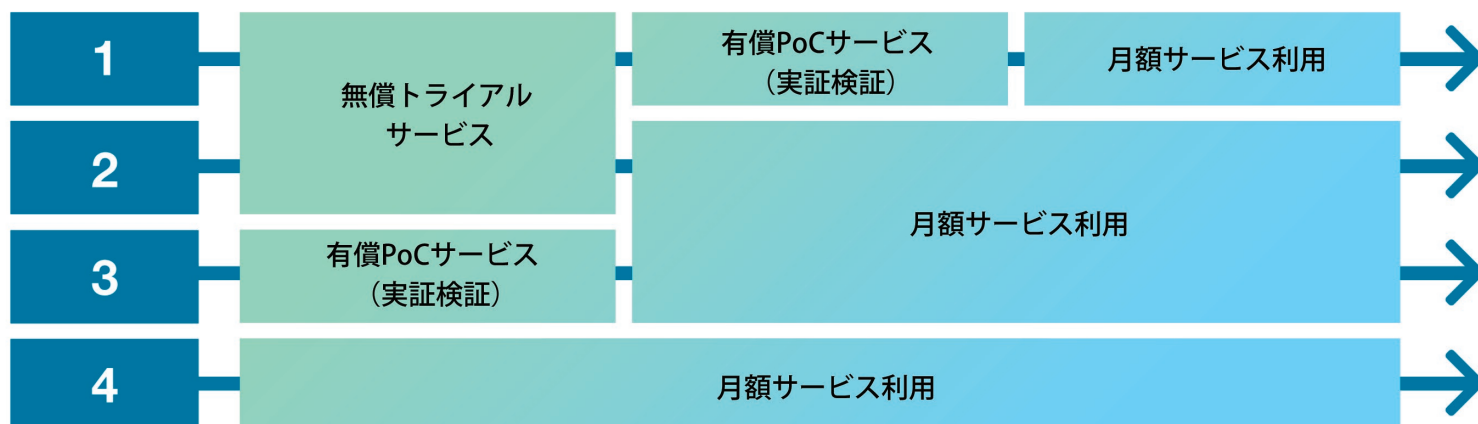 1
無償トライアル
サービス
有償PoCサービス
（実証検証）
月額サービス利用
2
月額サービス利用
3
有償PoCサービス
（実証検証）
4
月額サービス利用